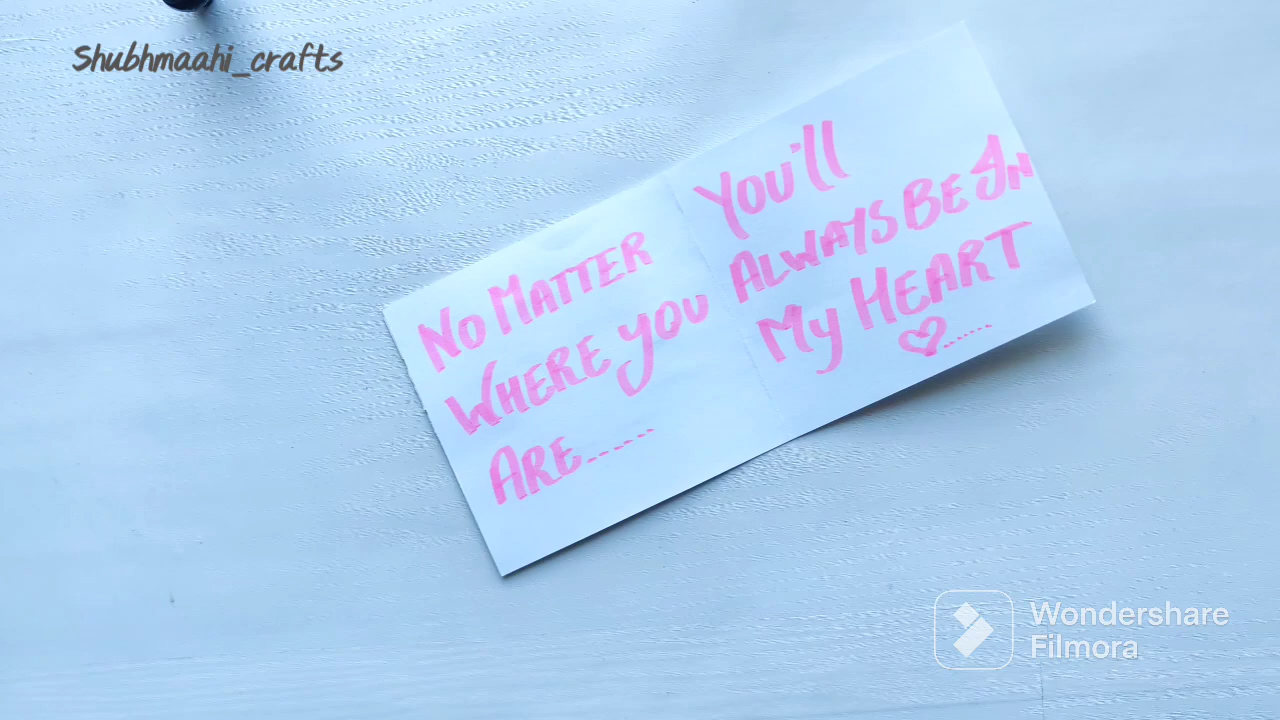 Shubhmaahi_crafts
No MATTER
WHERE YOU
ARE......
You'll
ALWAYS BE IN
My HEART
♡......
Wondershare
Filmora